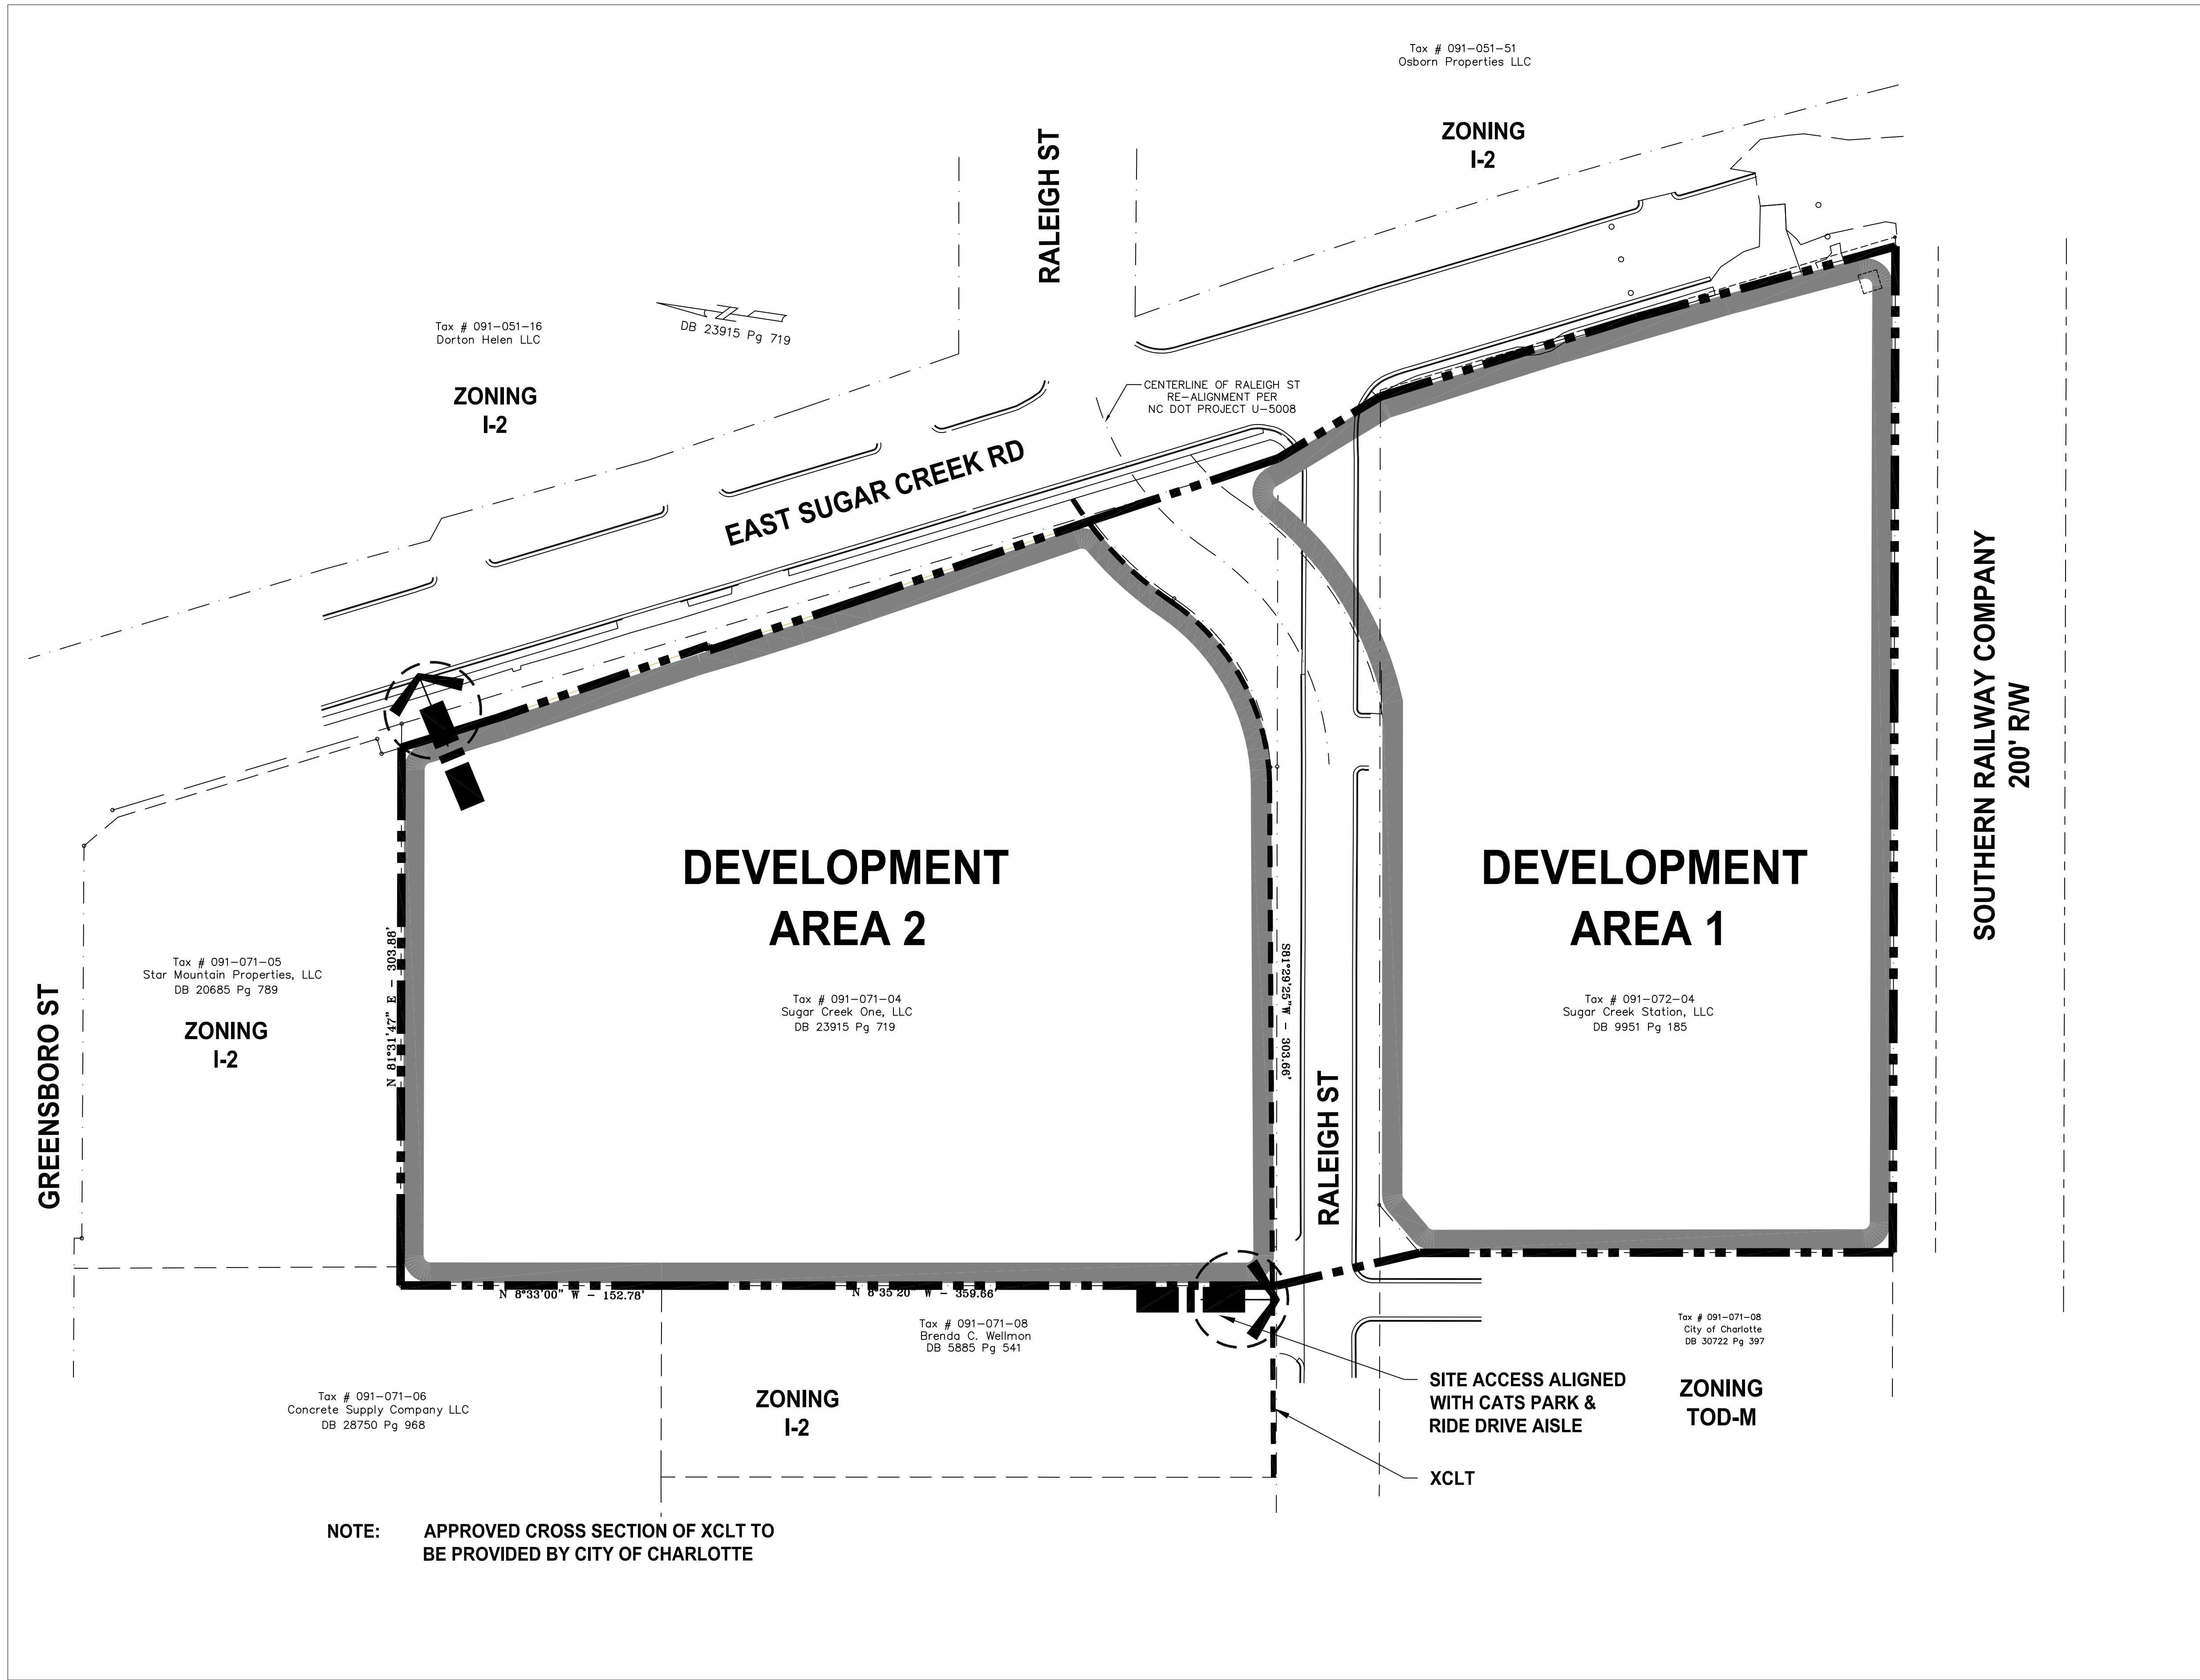 Tax # 091-051-51
Osborn Properties LLC
ZONING
I-2
RALEIGH ST
Tax # 091-051-16
Dorton Helen LLC
DB 23915 Pg 719
ZONING
I-2
CENTERLINE OF RALEIGH ST
RE-ALIGNMENT PER
NC DOT PROJECT U-5008
EAST SUGAR CREEK RD
SOUTHERN RAILWAY COMPANY
200' R/W
DEVELOPMENT
AREA 2
DEVELOPMENT
AREA 1
N 81°31'47" E - 303.88'
S81°29'25"W - 303.66'
Tax # 091-071-05
Star Mountain Properties, LLC
DB 20685 Pg 789
ZONING
I-2
GREENSBORO ST
Tax # 091-071-04
Sugar Creek One, LLC
DB 23915 Pg 719
Tax # 091-072-04
Sugar Creek Station, LLC
DB 9951 Pg 185
RALEIGH ST
N 8°33'00" W - 152.78'
N 8°35'20" W - 359.66'
Tax # 091-071-08
Brenda C. Wellmon
DB 5885 Pg 541
Tax # 091-071-08
City of Charlotte
DB 30722 Pg 397
SITE ACCESS ALIGNED
WITH CATS PARK &
RIDE DRIVE AISLE
ZONING
TOD-M
Tax # 091-071-06
Concrete Supply Company LLC
DB 28750 Pg 968
ZONING
I-2
XCLT
NOTE: APPROVED CROSS SECTION OF XCLT TO
BE PROVIDED BY CITY OF CHARLOTTE